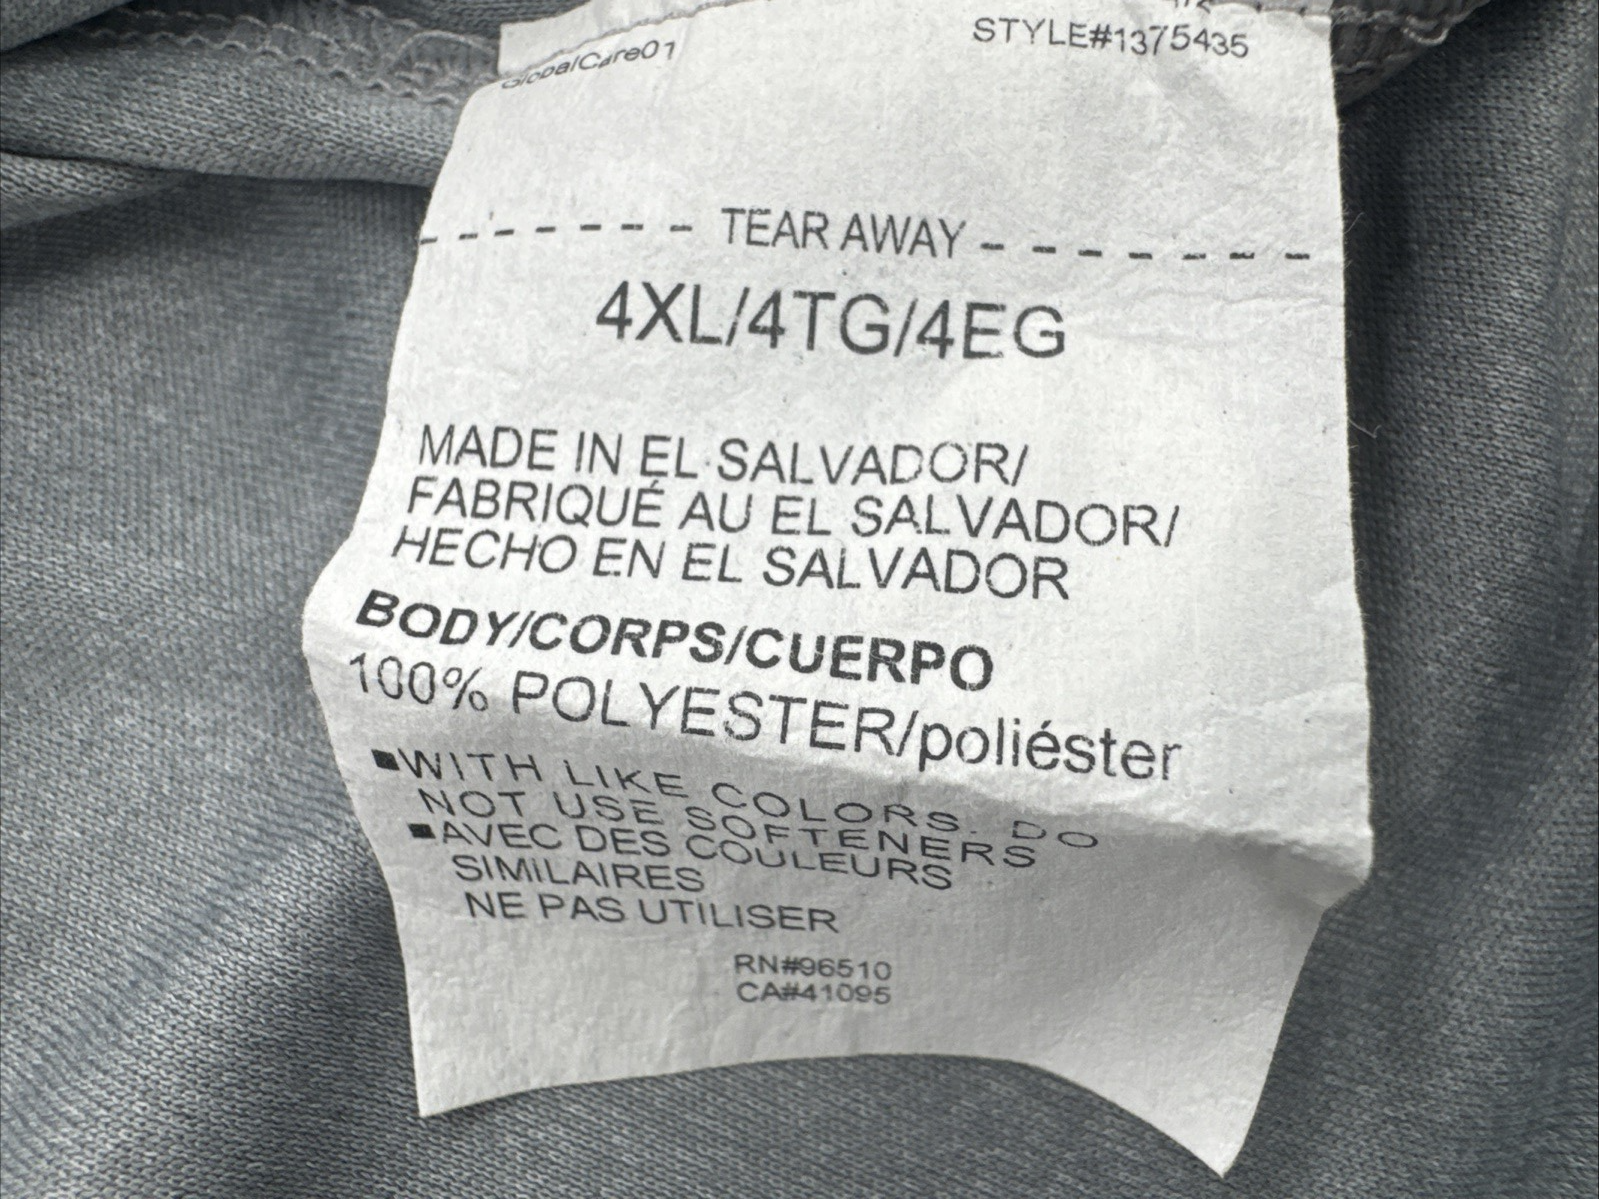 GlobalCare01
STYLE#1375435
TEAR AWAY
4XL/4TG/4EG
MADE IN EL SALVADOR/
FABRIQUÉ AU EL SALVADOR/
HECHO EN EL SALVADOR
BODY/CORPS/CUERPO
100% POLYESTER/poliéster
▪WITH LIKE COLORS. DO
NOT USE SOFTENERS
▪AVEC DES COULEURS
SIMILAIRES
NE PAS UTILISER
RN#96510
CA#41095